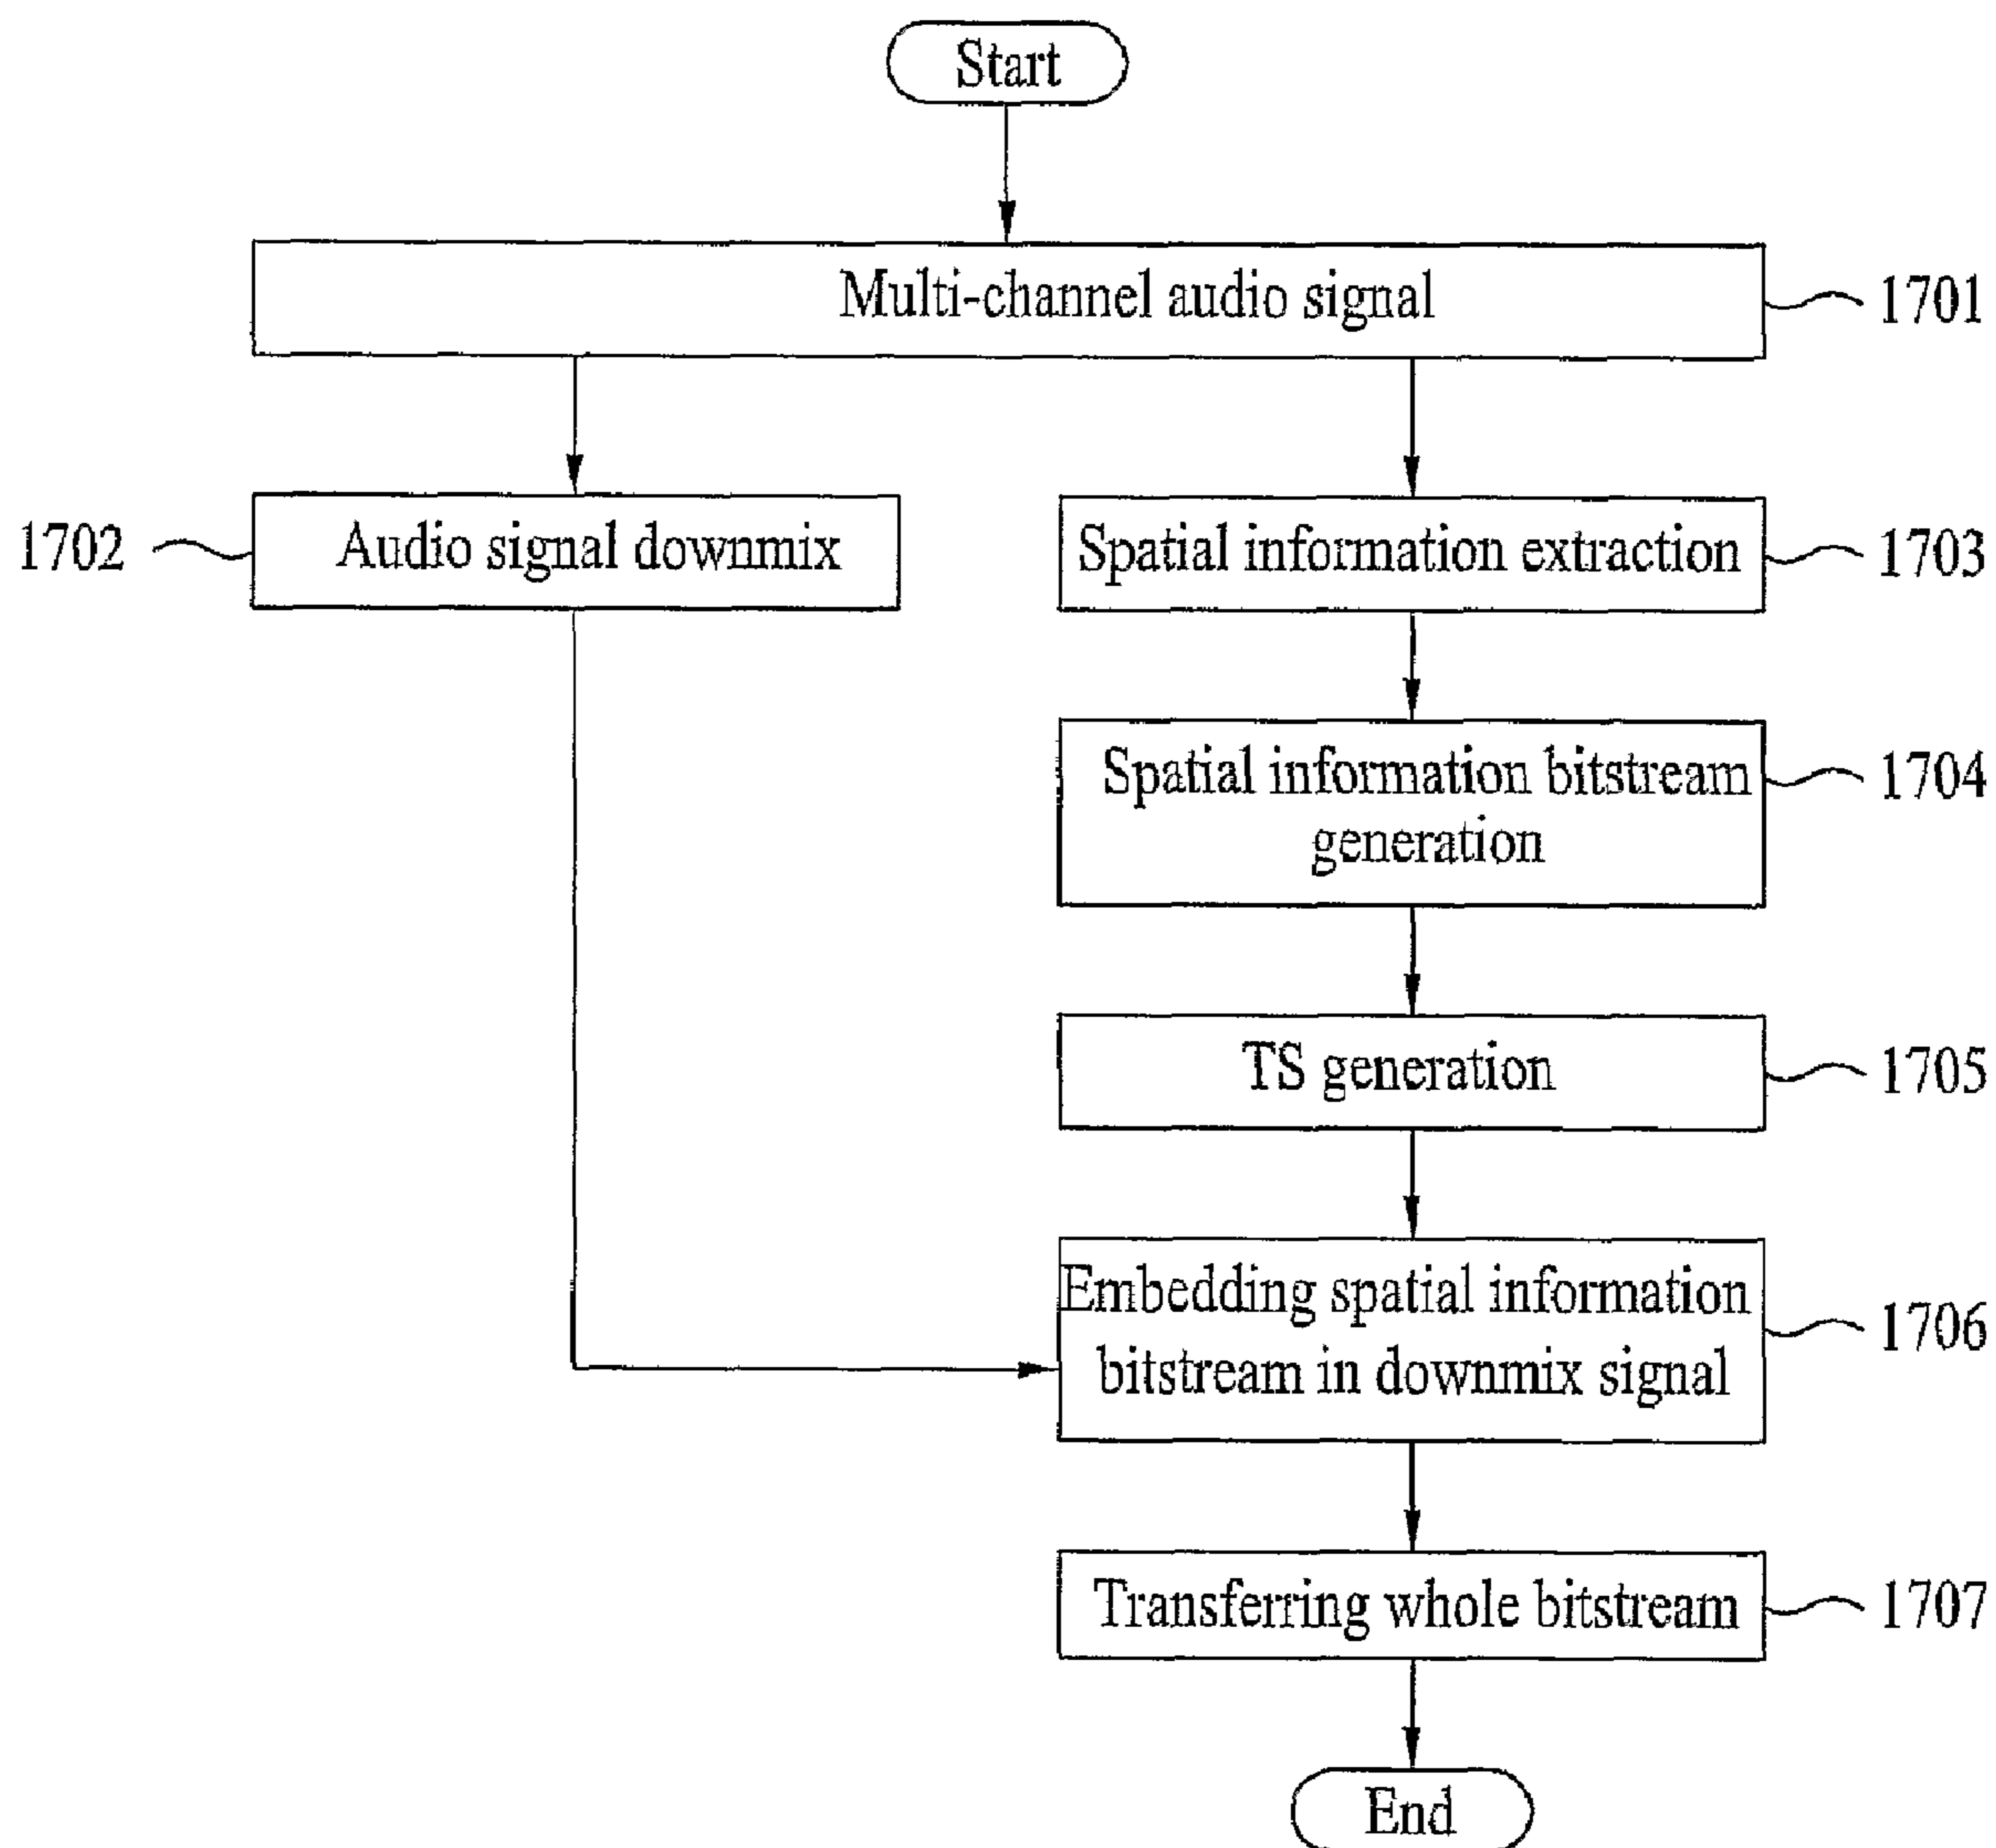 Start
Multi-channel audio signal
1701
1702
Audio signal downmix
Spatial information extraction
1703
Spatial information bitstream
generation
1704
TS generation
1705
Embedding spatial information
bitstream in downmix signal
1706
Transferring whole bitstream
1707
End